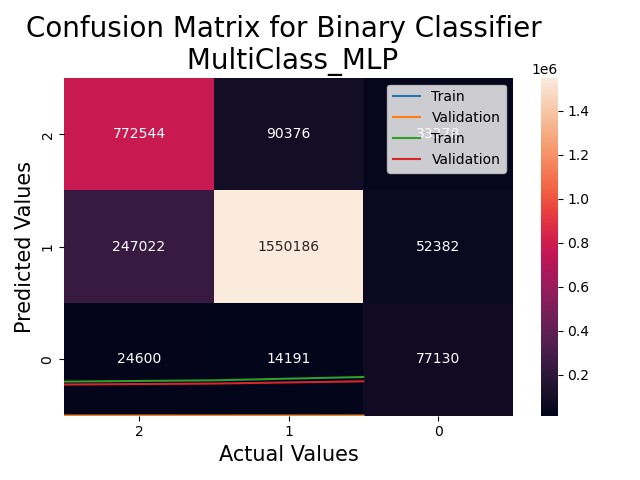 Confusion Matrix for Binary Classifier
MultiClass_MLP
1e6
Train
Validation
Train
Validation
2
772544
90376
1
247022
1550186
52382
0
24600
14191
77130
2
1
0
Predicted Values
Actual Values
1.4
1.2
1.0
0.8
0.6
0.4
0.2